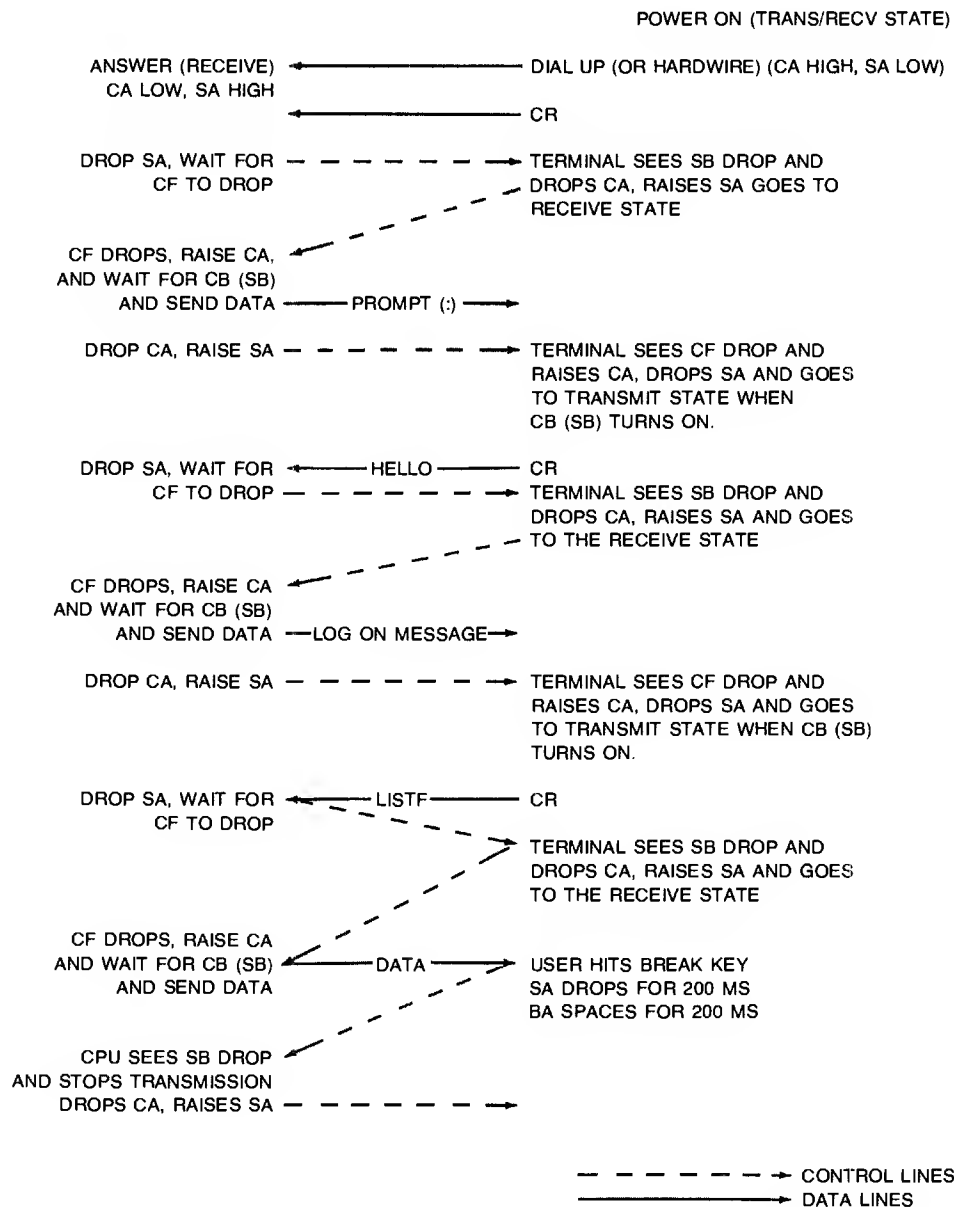 POWER ON (TRANS/RECV STATE)
ANSWER (RECEIVE)
CA LOW, SA HIGH
DIAL UP (OR HARDWIRE) (CA HIGH, SA LOW)
CR
DROP SA, WAIT FOR
CF TO DROP
TERMINAL SEES SB DROP AND
DROPS CA, RAISES SA GOES TO
RECEIVE STATE
CF DROPS, RAISE CA,
AND WAIT FOR CB (SB)
AND SEND DATA
PROMPT (:)
DROP CA, RAISE SA
TERMINAL SEES CF DROP AND
RAISES CA, DROPS SA AND GOES
TO TRANSMIT STATE WHEN
CB (SB) TURNS ON.
DROP SA, WAIT FOR
CF TO DROP
HELLO
CR
TERMINAL SEES SB DROP AND
DROPS CA, RAISES SA AND GOES
TO THE RECEIVE STATE
CF DROPS, RAISE CA
AND WAIT FOR CB (SB)
AND SEND DATA
LOG ON MESSAGE
DROP CA, RAISE SA
TERMINAL SEES CF DROP AND
RAISES CA, DROPS SA AND GOES
TO TRANSMIT STATE WHEN CB (SB)
TURNS ON.
DROP SA, WAIT FOR
CF TO DROP
LISTF
CR
TERMINAL SEES SB DROP AND
DROPS CA, RAISES SA AND GOES
TO THE RECEIVE STATE
CF DROPS, RAISE CA
AND WAIT FOR CB (SB)
AND SEND DATA
DATA
USER HITS BREAK KEY
SA DROPS FOR 200 MS
BA SPACES FOR 200 MS
CPU SEES SB DROP
AND STOPS TRANSMISSION
DROPS CA, RAISES SA
CONTROL LINES
DATA LINES